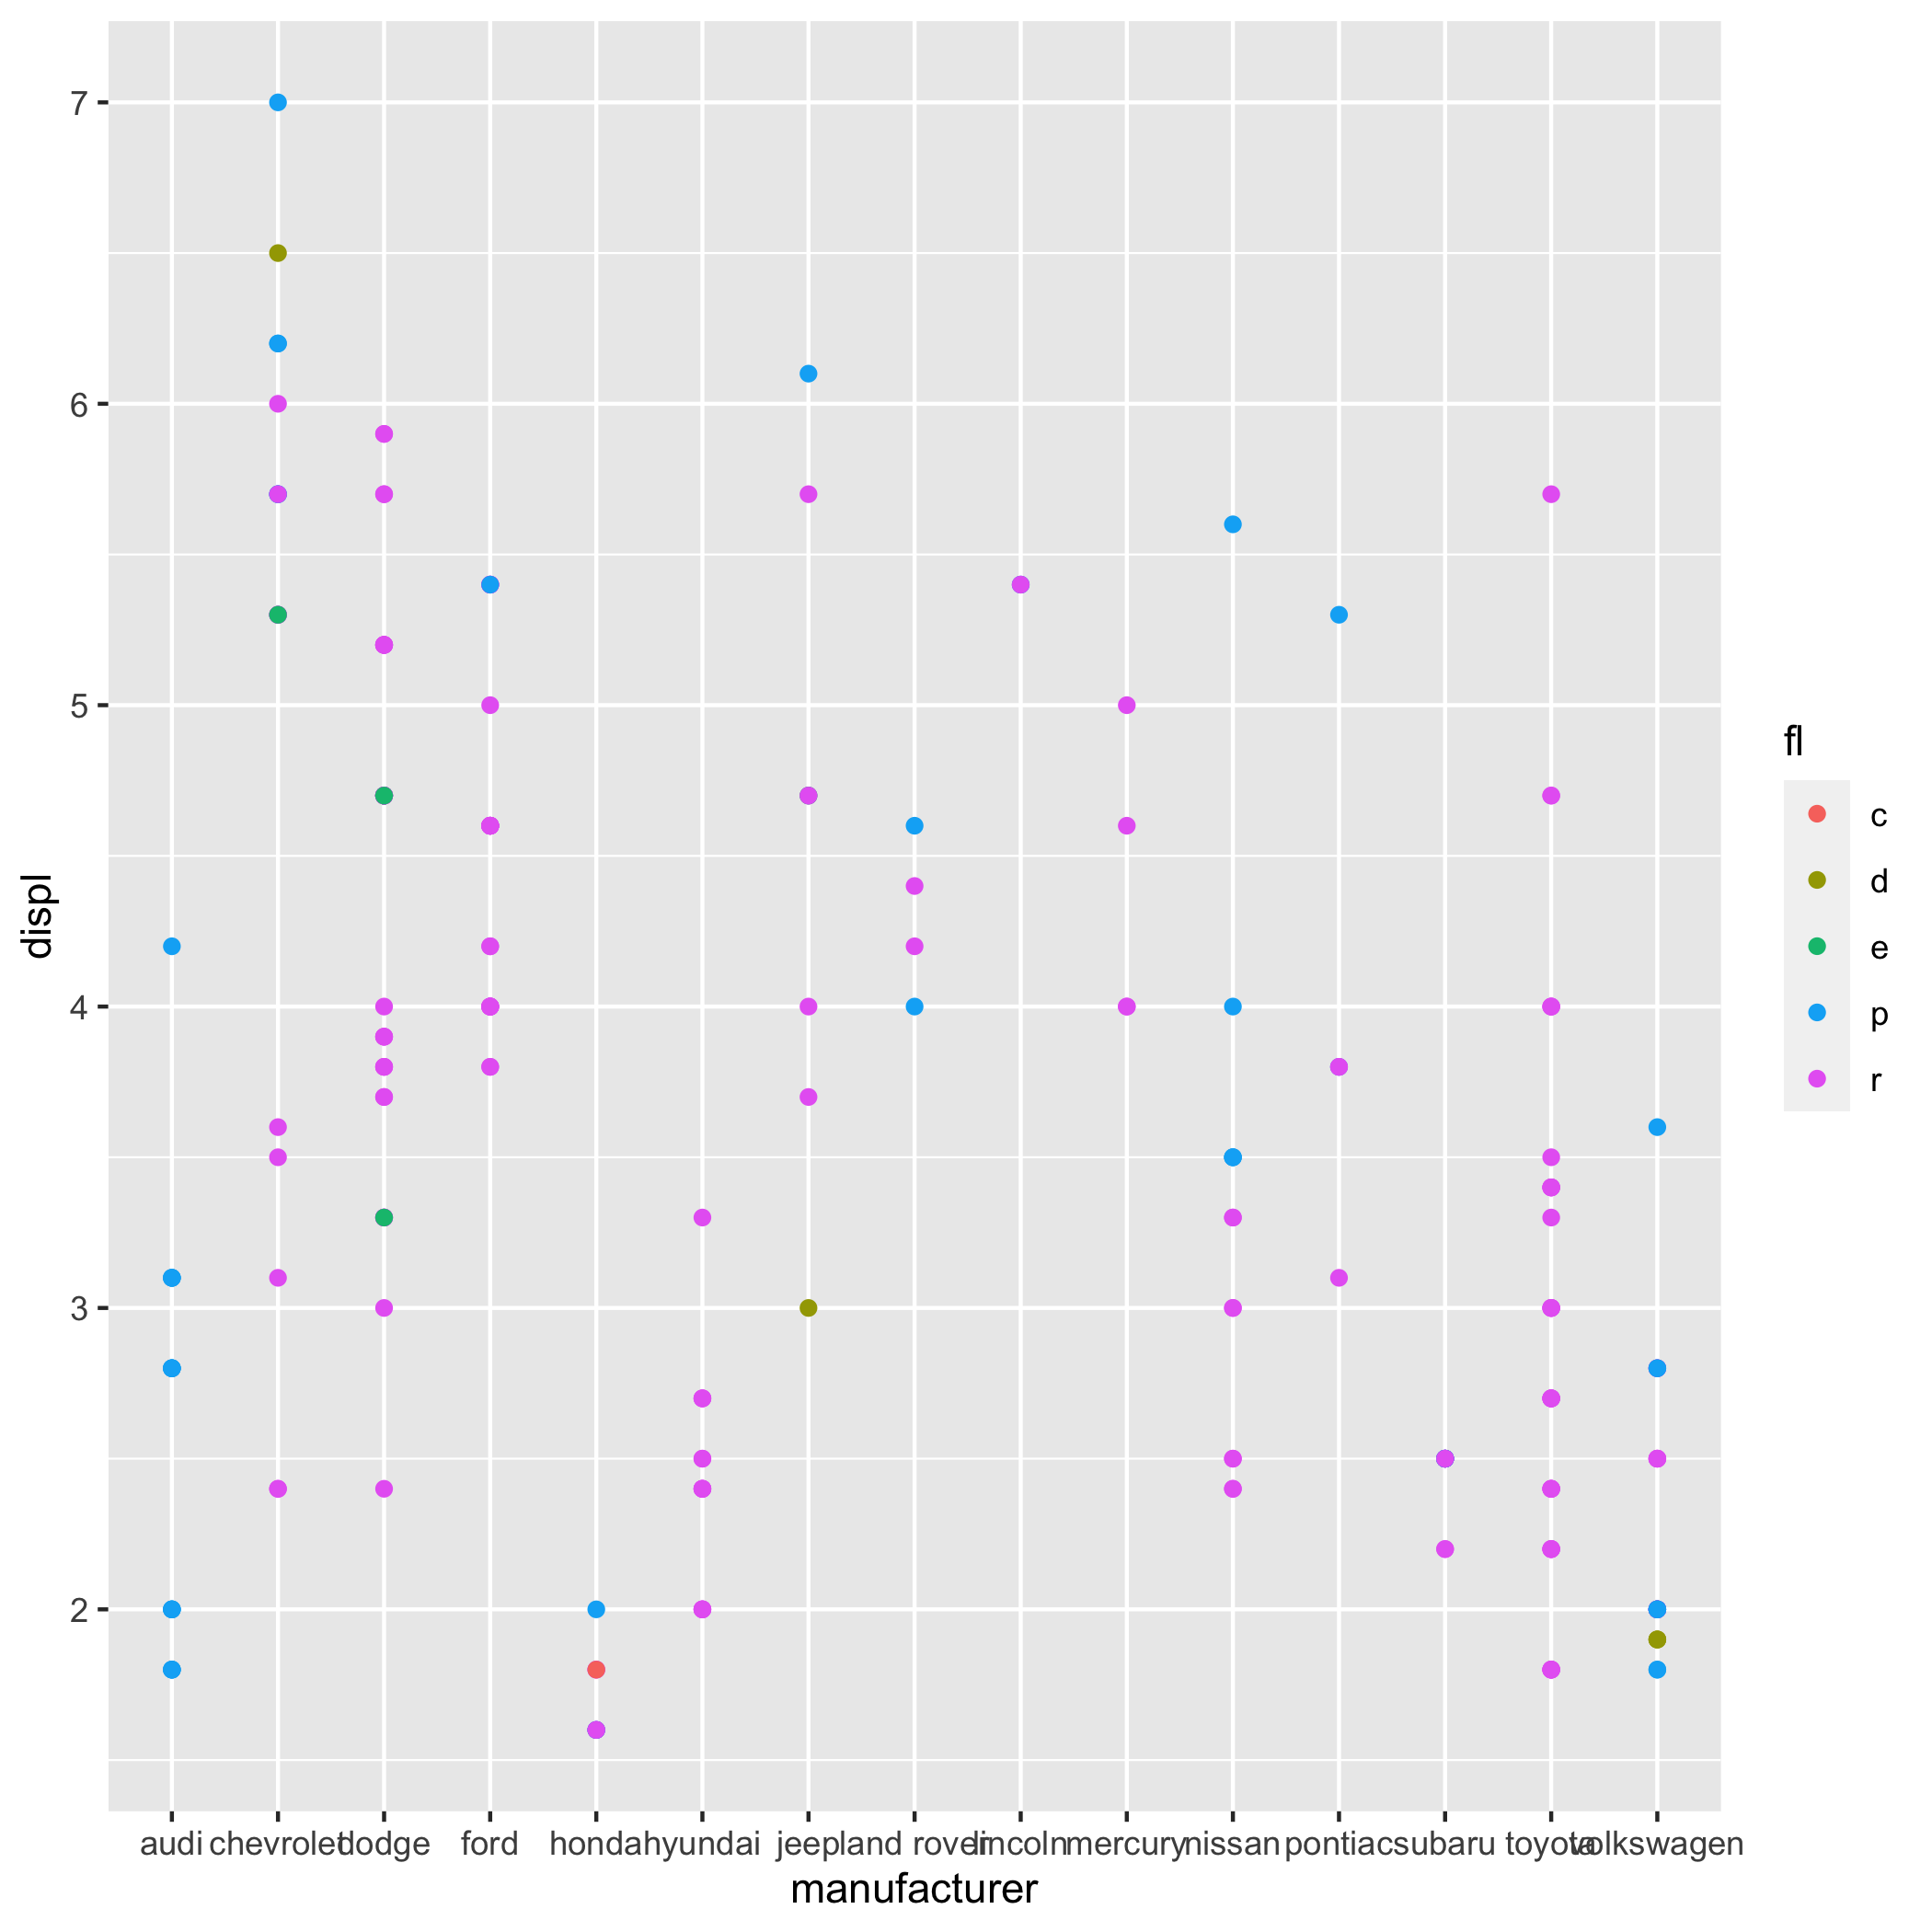 7
6
5
4
3
2
displ
audi chevrolet dodge ford honda hyundai jeep land rover lincoln mercury nissan pontiac subaru toyota volkswagen
manufacturer
fl
c
d
e
p
r